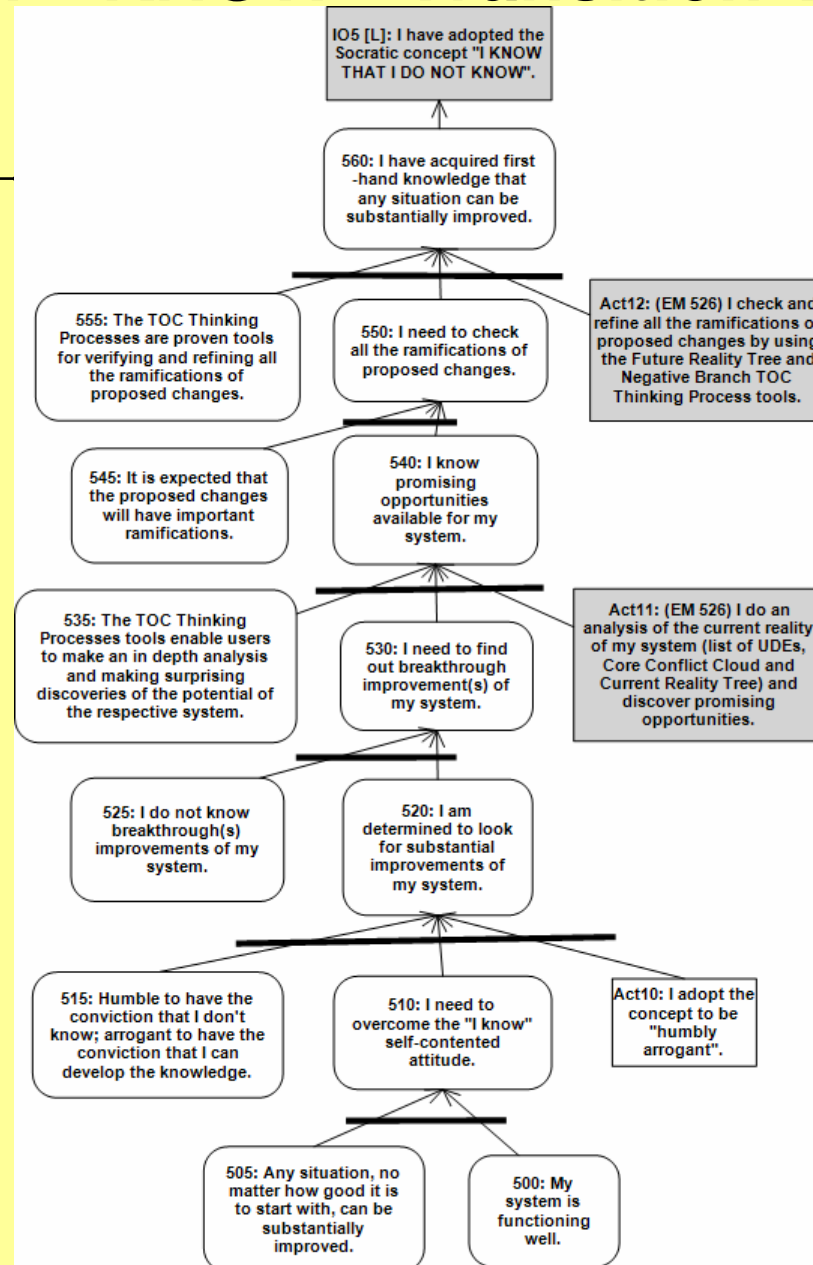 IO5 [L]: I have adopted the
Socratic concept "I KNOW
THAT I DO NOT KNOW".
560: I have acquired first
-hand knowledge that
any situation can be
substantially improved.
555: The TOC Thinking
Processes are proven tools
for verifying and refining all
the ramifications of
proposed changes.
550: I need to check
all the ramifications of
proposed changes.
Act12: (EM 526) I check and
refine all the ramifications of
proposed changes by using
the Future Reality Tree and
Negative Branch TOC
Thinking Process tools.
545: It is expected that
the proposed changes
will have important
ramifications.
540: I know
promising
opportunities
available for my
system.
535: The TOC Thinking
Processes tools enable users
to make an in depth analysis
and making surprising
discoveries of the potential of
the respective system.
530: I need to find
out breakthrough
improvement(s) of
my system.
Act11: (EM 526) I do an
analysis of the current reality
of my system (list of UDEs,
Core Conflict Cloud and
Current Reality Tree) and
discover promising
opportunities.
525: I do not know
breakthrough(s)
improvements of my
system.
520: I am
determined to look
for substantial
improvements of
my system.
515: Humble to have the
conviction that I don't
know; arrogant to have the
conviction that I can
develop the knowledge.
510: I need to
overcome the "I know"
self-contented
attitude.
Act10: I adopt the
concept to be
"humbly
arrogant".
505: Any situation, no
matter how good it is
to start with, can be
substantially
improved.
500: My
system is
functioning
well.